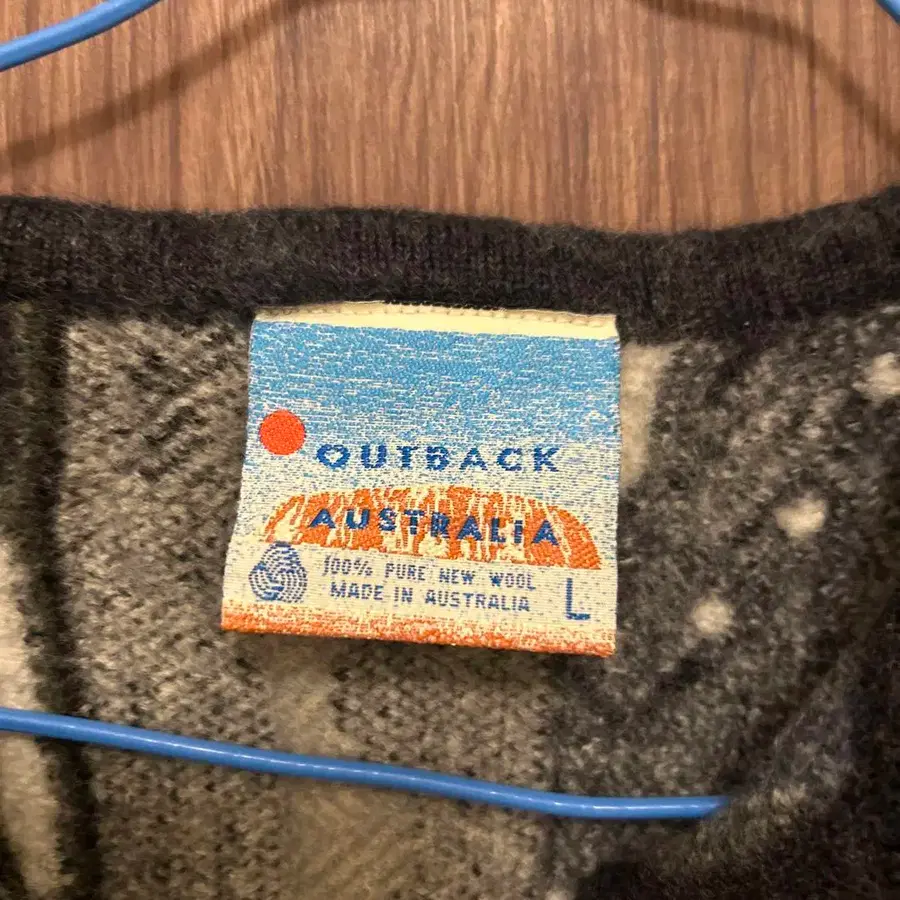 OUTBACK
AUSTRALIA
100% PURE NEW WOOL
MADE IN AUSTRALIA
L